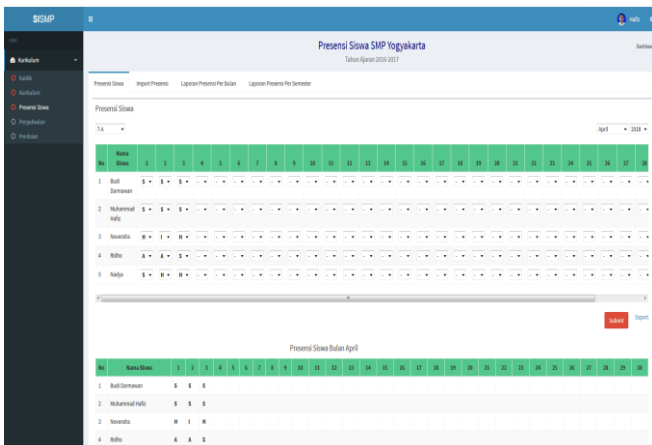 SISMP
Hafiz
Presensi Siswa SMP Yogyakarta
Tahun Ajaran 2016-2017
Kurikulum
Kaldik
Kurikulum
Presensi Siswa
Penjadwalan
Penilaian
Presensi Siswa Import Presensi Laporan Presensi Per Bulan Laporan Presensi Per Semester
Presensi Siswa
7 A April 2018
No Nama Siswa 1 2 3 4 5 6 7 8 9 10 11 12 13 14 15 16 17 18 19 20 21 22 23 24 25 26 27 28
1 Budi Darmawan S S S - - - - - - - - - - - - - - - - - - - - - - - - -
2 Muhammad Hafiz S S S - - - - - - - - - - - - - - - - - - - - - - - - -
3 Novendra H I H - - - - - - - - - - - - - - - - - - - - - - - - -
4 Ridho A A S - - - - - - - - - - - - - - - - - - - - - - - - -
5 Nadya S H H - - - - - - - - - - - - - - - - - - - - - - - - -
Submit Export
Presensi Siswa Bulan April
No Nama Siswa 1 2 3 4 5 6 7 8 9 10 11 12 13 14 15 16 17 18 19 20 21 22 23 24 25 26 27 28 29 30
1 Budi Darmawan S S S
2 Muhammad Hafiz S S S
3 Novendra H I H
4 Ridho A A S